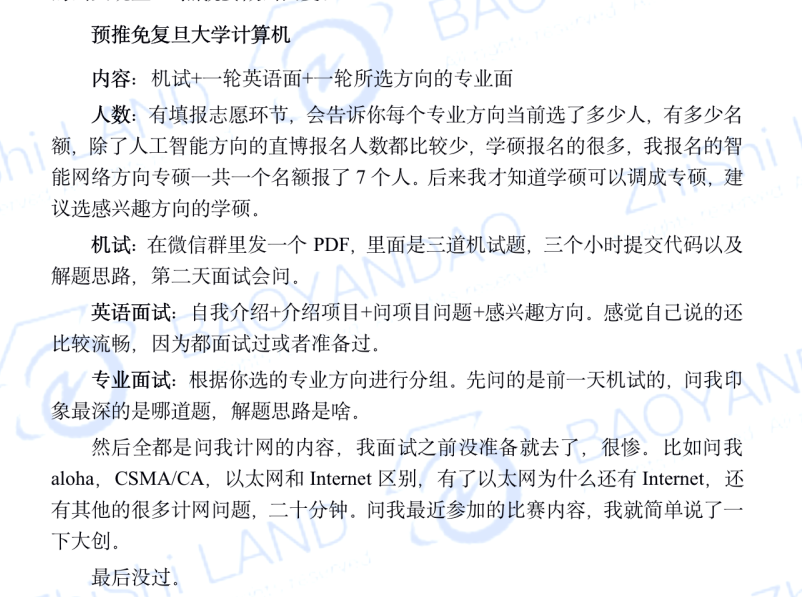 预推免复旦大学计算机
内容：机试+一轮英语面+一轮所选方向的专业面
人数：有填报志愿环节，会告诉你每个专业方向当前选了多少人，有多少名
额，除了人工智能方向的直博报名人数都比较少，学硕报名的很多，我报名的智
能网络方向专硕一共一个名额报了 7 个人。后来我才知道学硕可以调成专硕，建
议选感兴趣方向的学硕。
机试：在微信群里发一个 PDF，里面是三道机试题，三个小时提交代码以及
解题思路，第二天面试会问。
英语面试：自我介绍+介绍项目+问项目问题+感兴趣方向。感觉自己说的还
比较流畅，因为都面试过或者准备过。
专业面试：根据你选的专业方向进行分组。先问的是前一天机试的，问我印
象最深的是哪道题，解题思路是啥。
然后全都是问我计网的内容，我面试之前没准备就去了，很惨。比如问我
aloha，CSMA/CA，以太网和 Internet 区别，有了以太网为什么还有 Internet，还
有其他的很多计网问题，二十分钟。问我最近参加的比赛内容，我就简单说了一
下大创。
最后没过。
BAOYANDAO
ZhiShi LAND